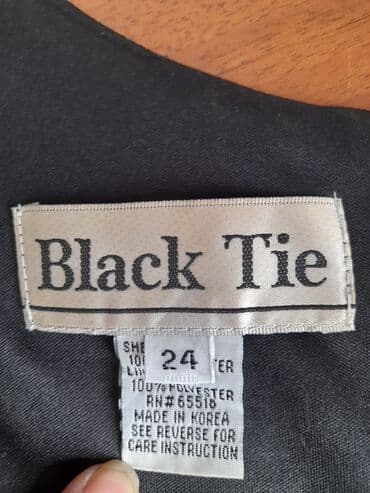 Black Tie
24
100% POLYESTER
RN# 65516
MADE IN KOREA
SEE REVERSE FOR
CARE INSTRUCTION